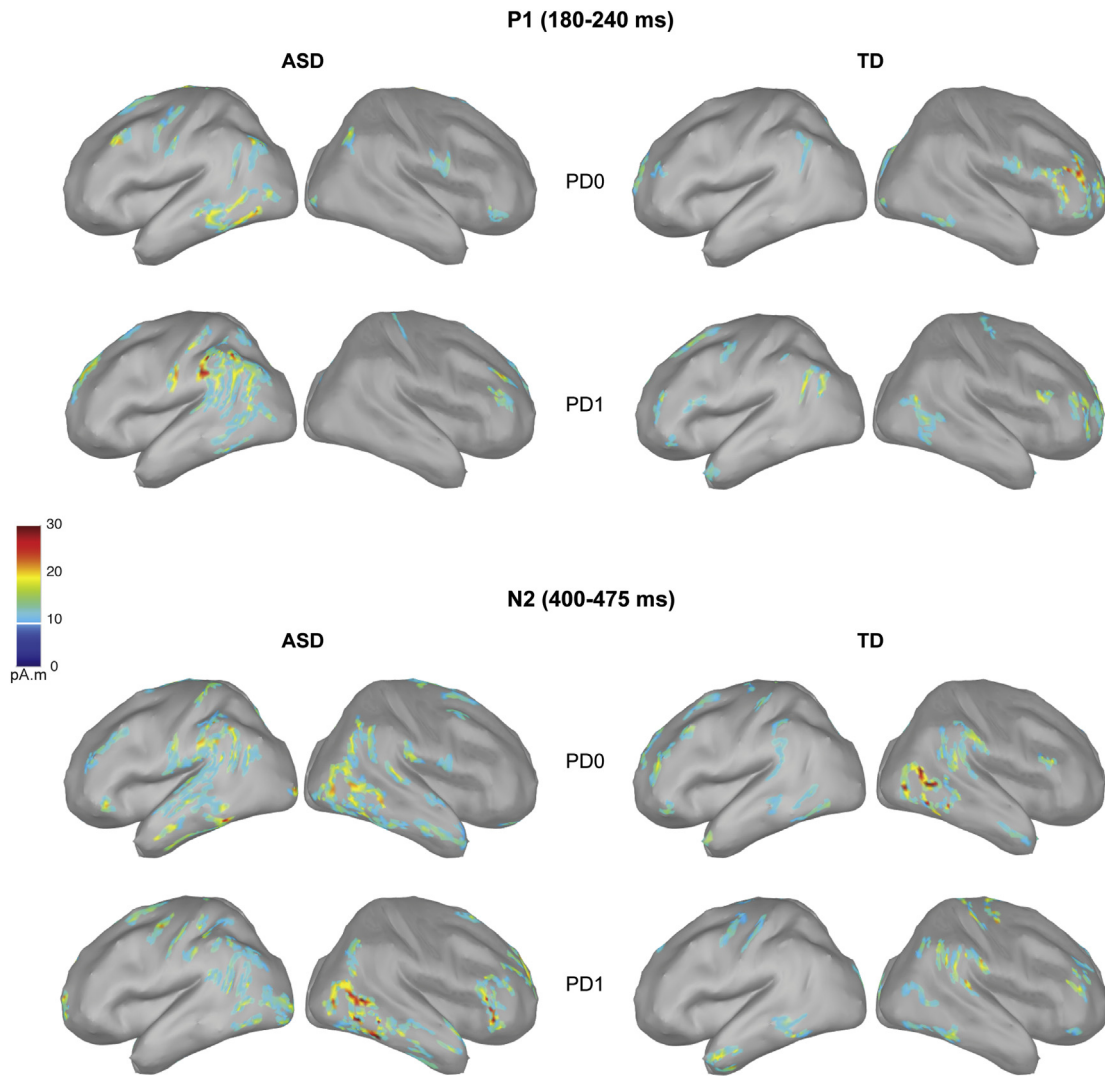 P1 (180-240 ms)
ASD TD
PD0
PD1
30
20
10
0
pA.m
N2 (400-475 ms)
ASD TD
PD0
PD1